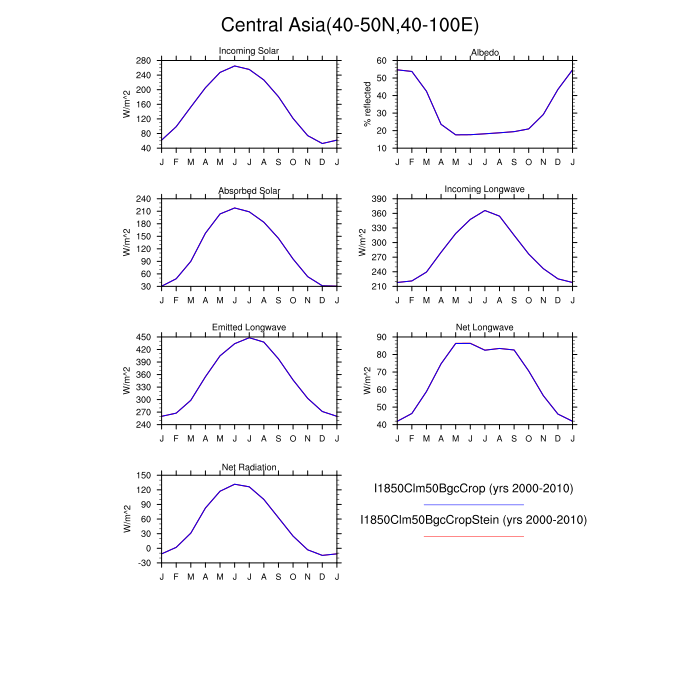 Central Asia(40-50N,40-100E)
Incoming Solar
W/m^2
280
240
200
160
120
80
40
J F M A M J J A S O N D J
Albedo
% reflected
60
50
40
30
20
10
J F M A M J J A S O N D J
Absorbed Solar
W/m^2
240
210
180
150
120
90
60
30
J F M A M J J A S O N D J
Incoming Longwave
W/m^2
390
360
330
300
270
240
210
J F M A M J J A S O N D J
Emitted Longwave
W/m^2
450
420
390
360
330
300
270
240
J F M A M J J A S O N D J
Net Longwave
W/m^2
90
80
70
60
50
40
J F M A M J J A S O N D J
Net Radiation
W/m^2
150
120
90
60
30
0
-30
J F M A M J J A S O N D J
I1850Clm50BgcCrop (yrs 2000-2010)
I1850Clm50BgcCropStein (yrs 2000-2010)